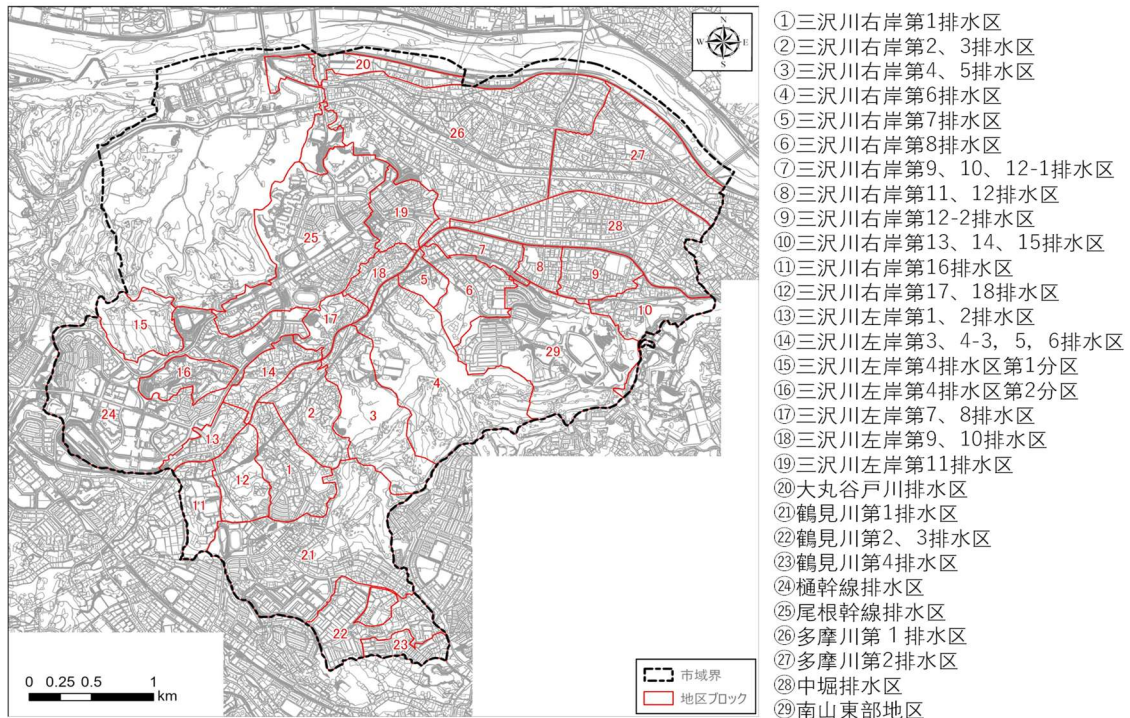 N
W
E
S
20
26
27
19
28
25
7
18
8
9
5
6
10
17
15
29
14
16
4
24
2
3
13
1
12
11
21
22
23
0 0.25 0.5 1
km
市域界
地区ブロック
①三沢川右岸第1排水区
②三沢川右岸第2、3排水区
③三沢川右岸第4、5排水区
④三沢川右岸第6排水区
⑤三沢川右岸第7排水区
⑥三沢川右岸第8排水区
⑦三沢川右岸第9、10、12-1排水区
⑧三沢川右岸第11、12排水区
⑨三沢川右岸第12-2排水区
⑩三沢川右岸第13、14、15排水区
⑪三沢川右岸第16排水区
⑫三沢川右岸第17、18排水区
⑬三沢川左岸第1、2排水区
⑭三沢川左岸第3、4-3，5，6排水区
⑮三沢川左岸第4排水区第1分区
⑯三沢川左岸第4排水区第2分区
⑰三沢川左岸第7、8排水区
⑱三沢川左岸第9、10排水区
⑲三沢川左岸第11排水区
⑳大丸谷戸川排水区
㉑鶴見川第1排水区
㉒鶴見川第2、3排水区
㉓鶴見川第4排水区
㉔樋幹線排水区
㉕尾根幹線排水区
㉖多摩川第１排水区
㉗多摩川第2排水区
㉘中堀排水区
㉙南山東部地区